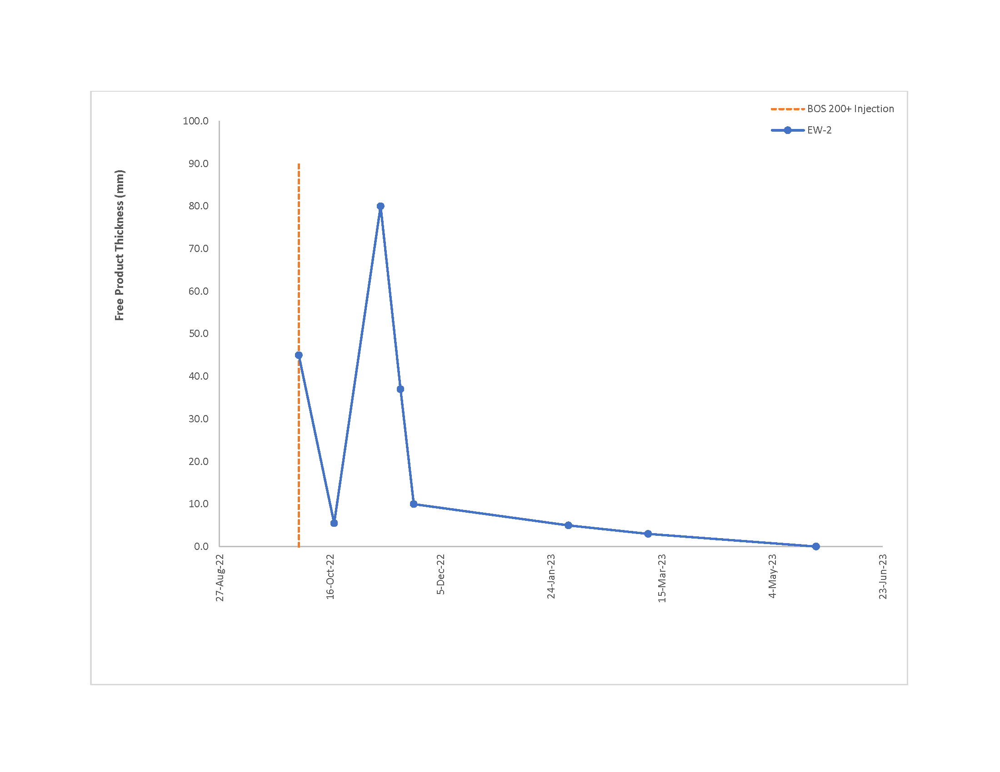 BOS 200+ Injection
EW-2
Free Product Thickness (mm)
100.0
90.0
80.0
70.0
60.0
50.0
40.0
30.0
20.0
10.0
0.0
27-Aug-22
16-Oct-22
5-Dec-22
24-Jan-23
15-Mar-23
4-May-23
23-Jun-23